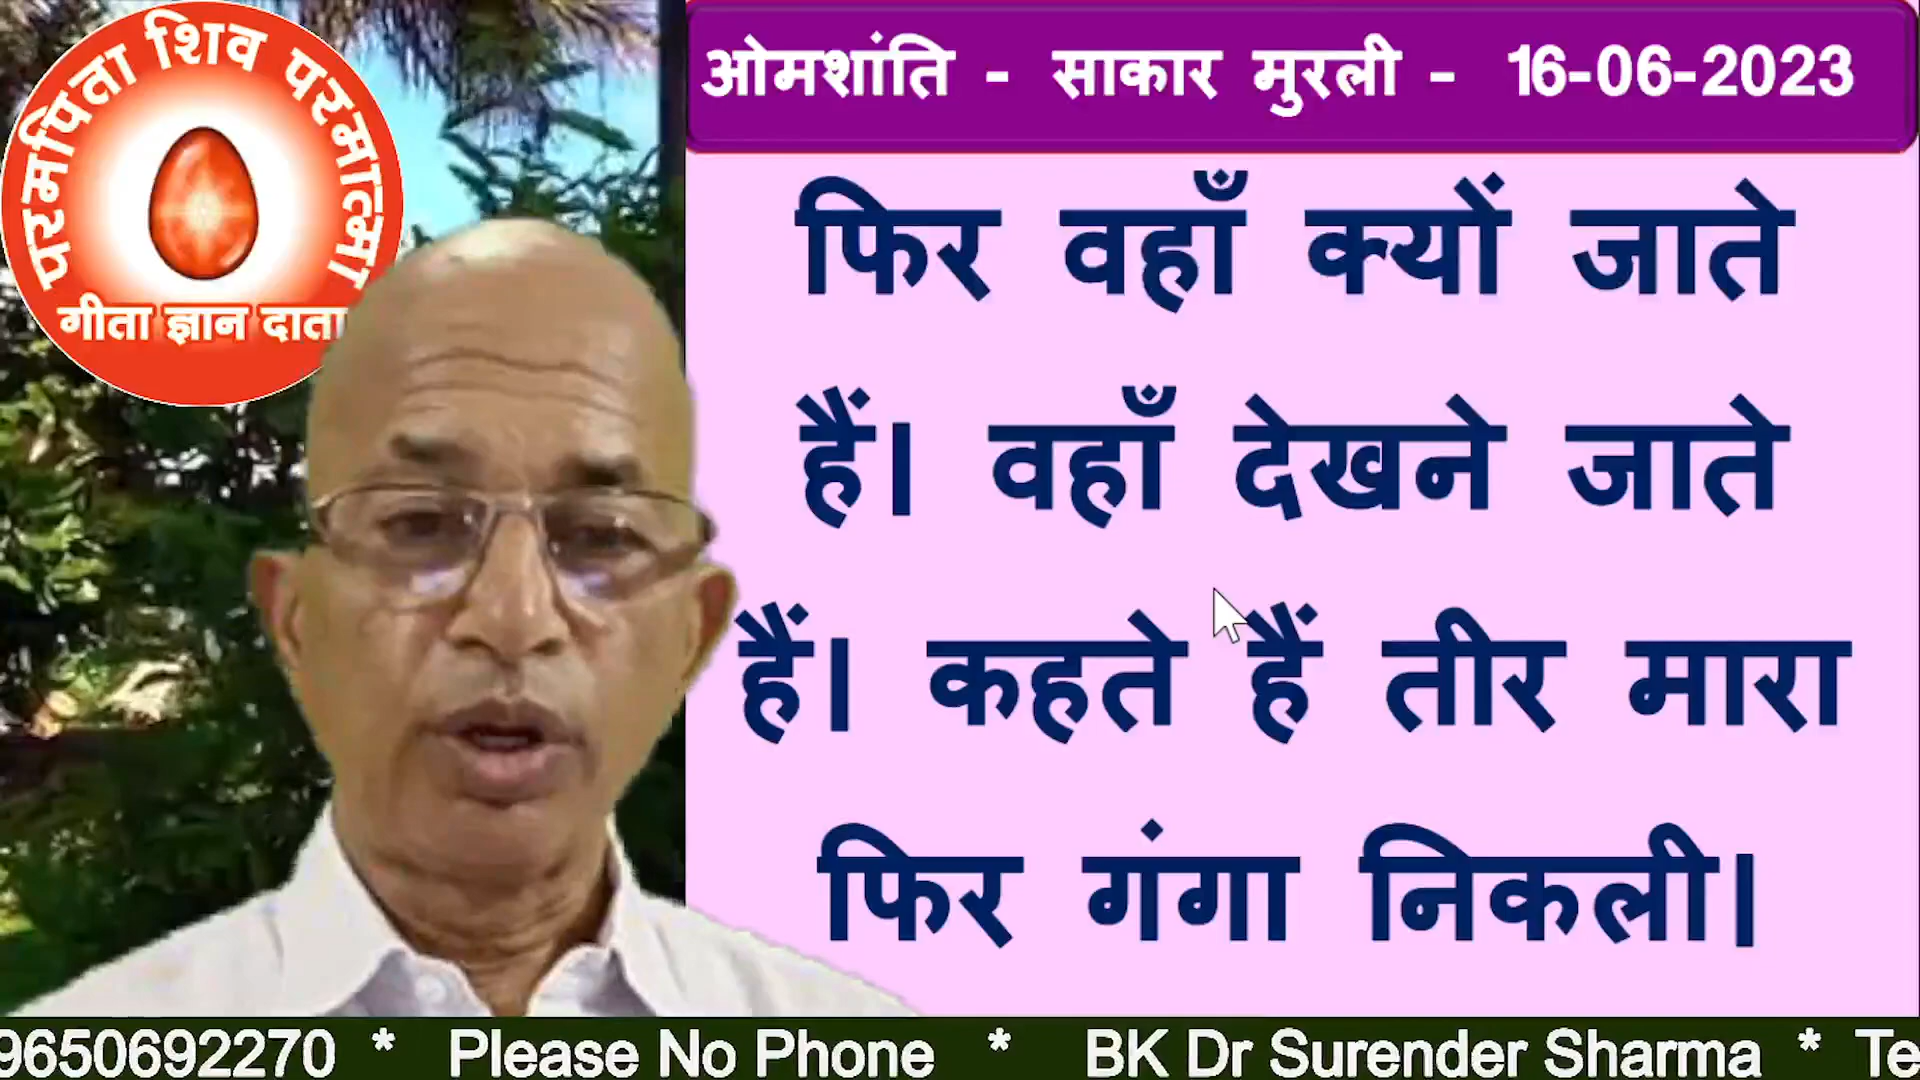 परमपिता शिव परमात्मा
गीता ज्ञान दाता
ओमशांति - साकार मुरली - 16-06-2023
फिर वहाँ क्यों जाते
हैं। वहाँ देखने जाते
हैं। कहते हैं तीर मारा
फिर गंगा निकली।
9650692270 * Please No Phone * BK Dr Surender Sharma * Te